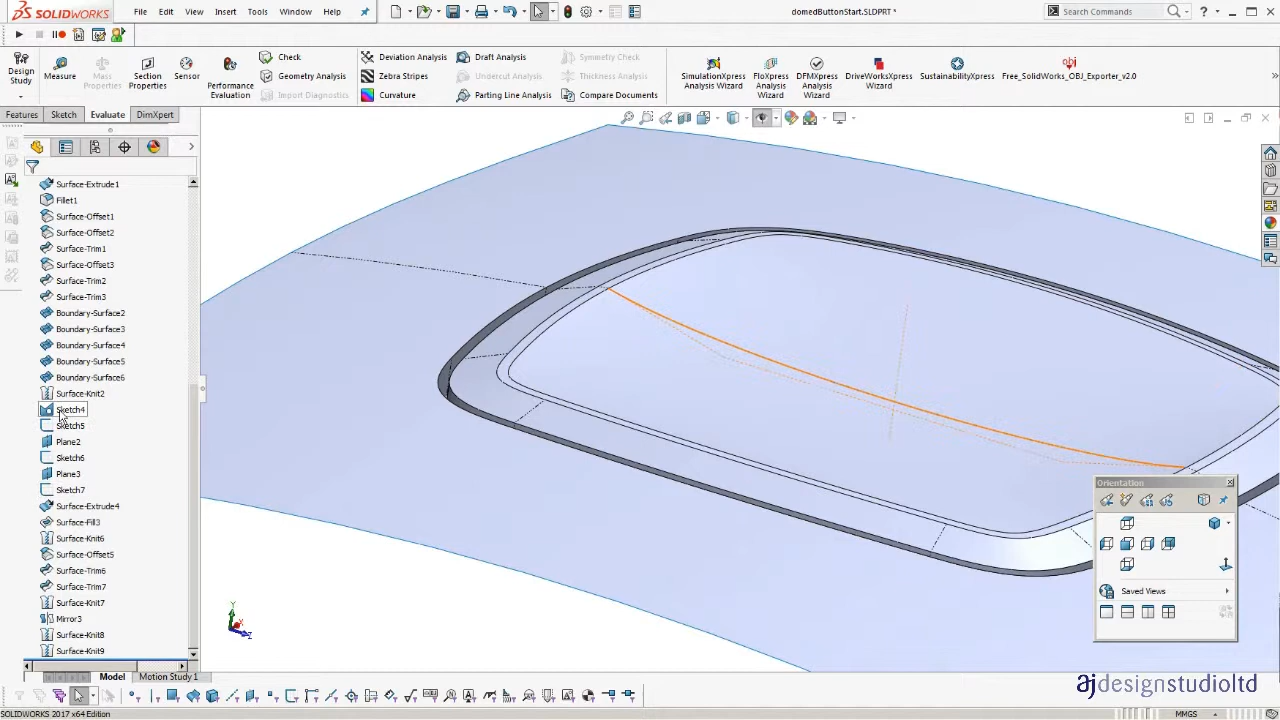 SOLIDWORKS
File
Edit
View
Insert
Tools
Window
Help
domedButtonStart.SLDPRT *
Search Commands
Design
Study
Measure
Mass
Properties
Section
Properties
Sensor
Performance
Evaluation
Check
Geometry Analysis
Import Diagnostics
Deviation Analysis
Zebra Stripes
Curvature
Draft Analysis
Undercut Analysis
Parting Line Analysis
Symmetry Check
Thickness Analysis
Compare Documents
SimulationXpress
Analysis Wizard
FloXpress
Analysis
Wizard
DFMXpress
Analysis
Wizard
DriveWorksXpress
Wizard
SustainabilityXpress
Free_SolidWorks_OBJ_Exporter_v2.0
Features
Sketch
Evaluate
DimXpert
Surface-Extrude1
Fillet1
Surface-Offset1
Surface-Offset2
Surface-Trim1
Surface-Offset3
Surface-Trim2
Surface-Trim3
Boundary-Surface2
Boundary-Surface3
Boundary-Surface4
Boundary-Surface5
Boundary-Surface6
Surface-Knit2
Sketch4
Sketch5
Plane2
Sketch6
Plane3
Sketch7
Surface-Extrude4
Surface-Fill3
Surface-Knit6
Surface-Offset5
Surface-Trim6
Surface-Trim7
Surface-Knit7
Mirror3
Surface-Knit8
Surface-Knit9
Orientation
Saved Views
Y
X
Z
Model
Motion Study 1
ajdesignstudioltd
SOLIDWORKS 2017 x64 Edition
MMGS